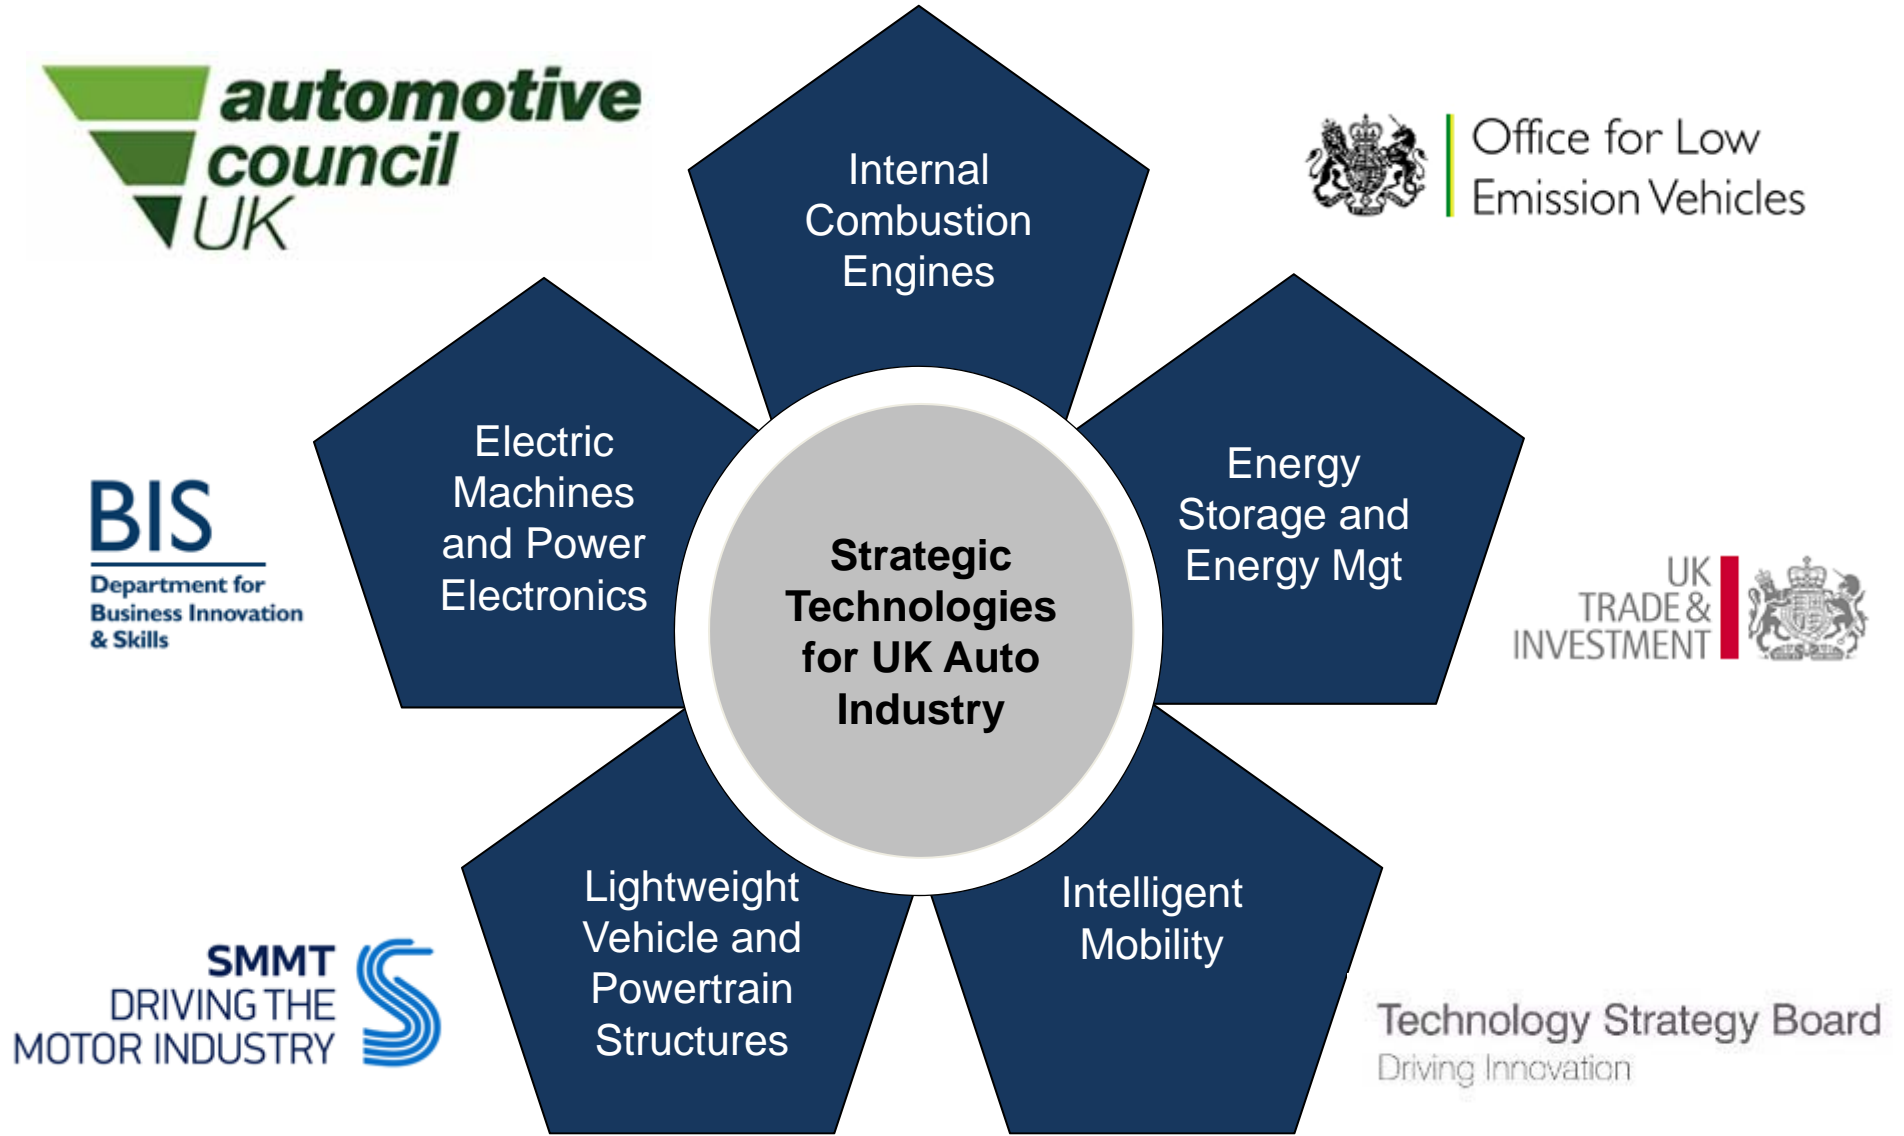 automotive
council
UK
Internal
Combustion
Engines
Office for Low
Emission Vehicles
Electric
Machines
and Power
Electronics
Energy
Storage and
Energy Mgt
BIS
Department for
Business Innovation
& Skills
Strategic
Technologies
for UK Auto
Industry
UK
TRADE &
INVESTMENT
Lightweight
Vehicle and
Powertrain
Structures
Intelligent
Mobility
SMMT
DRIVING THE
MOTOR INDUSTRY
Technology Strategy Board
Driving Innovation